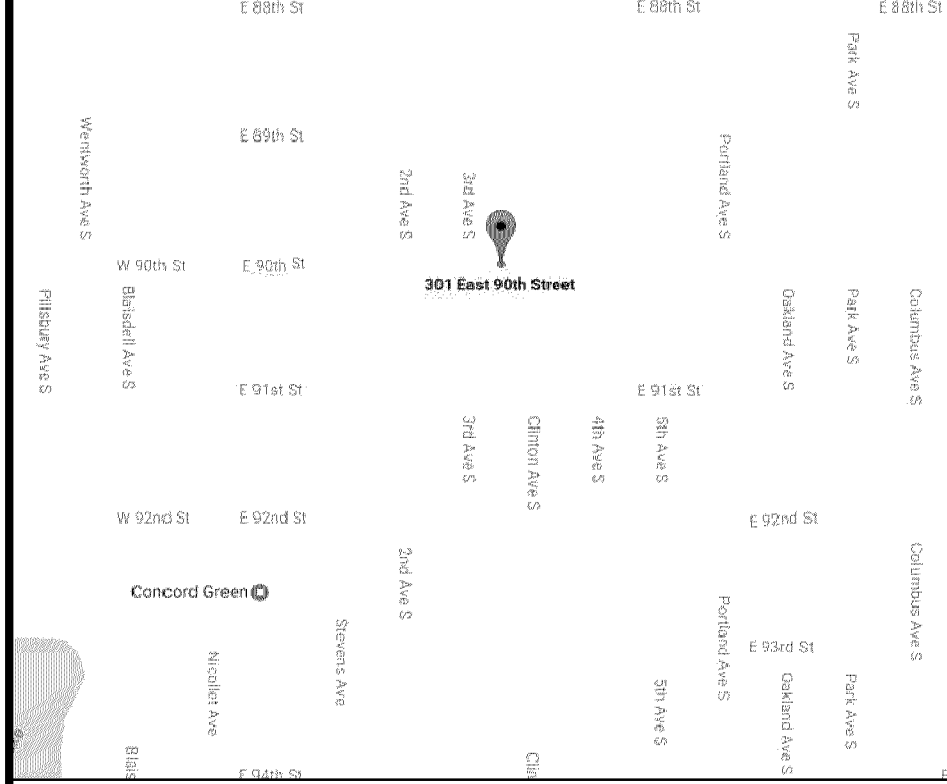 E 88th St
E 88th St
E 88th St
Park Ave S
Wentworth Ave S
E 89th St
Portland Ave S
2nd Ave S
3rd Ave S
W 90th St
E 90th St
301 East 90th Street
Pillsbury Ave S
Blaisdell Ave S
Oakland Ave S
Park Ave S
Columbus Ave S
E 91st St
E 91st St
3rd Ave S
Clinton Ave S
4th Ave S
5th Ave S
W 92nd St
E 92nd St
E 92nd St
2nd Ave S
Columbus Ave S
Concord Green
Portland Ave S
Stevens Ave
E 93rd St
Nicollet Ave
5th Ave S
Oakland Ave S
Park Ave S
Blais
Clin
E 94th St